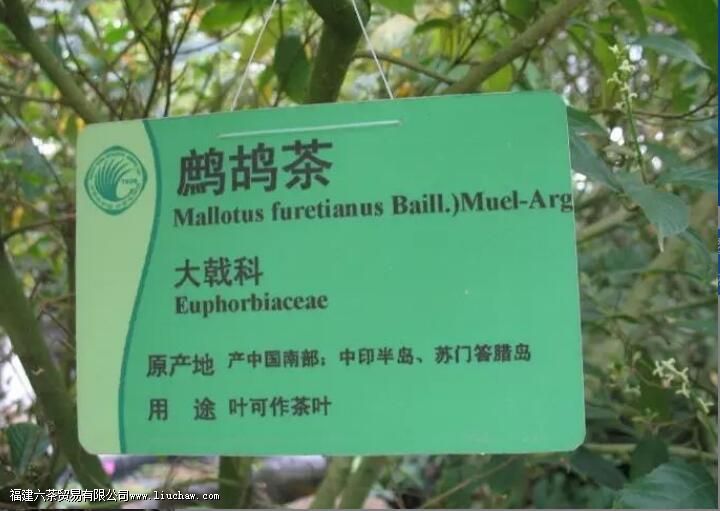 鹧鸪茶
Mallotus furetianus Baill.)Muel-Arg
大戟科
Euphorbiaceae
原产地 产中国南部；中印半岛、苏门答腊岛
用 途 叶可作茶叶
福建六茶贸易有限公司www.liuchaw.com